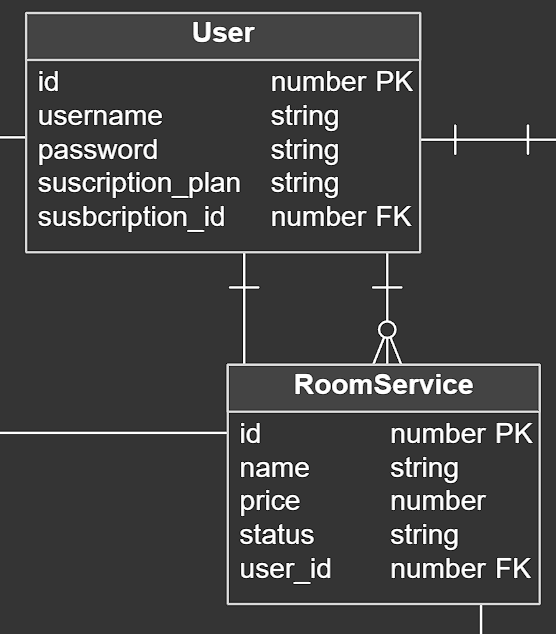 User
id number PK
username string
password string
suscription_plan string
susbcription_id number FK
RoomService
id number PK
name string
price number
status string
user_id number FK